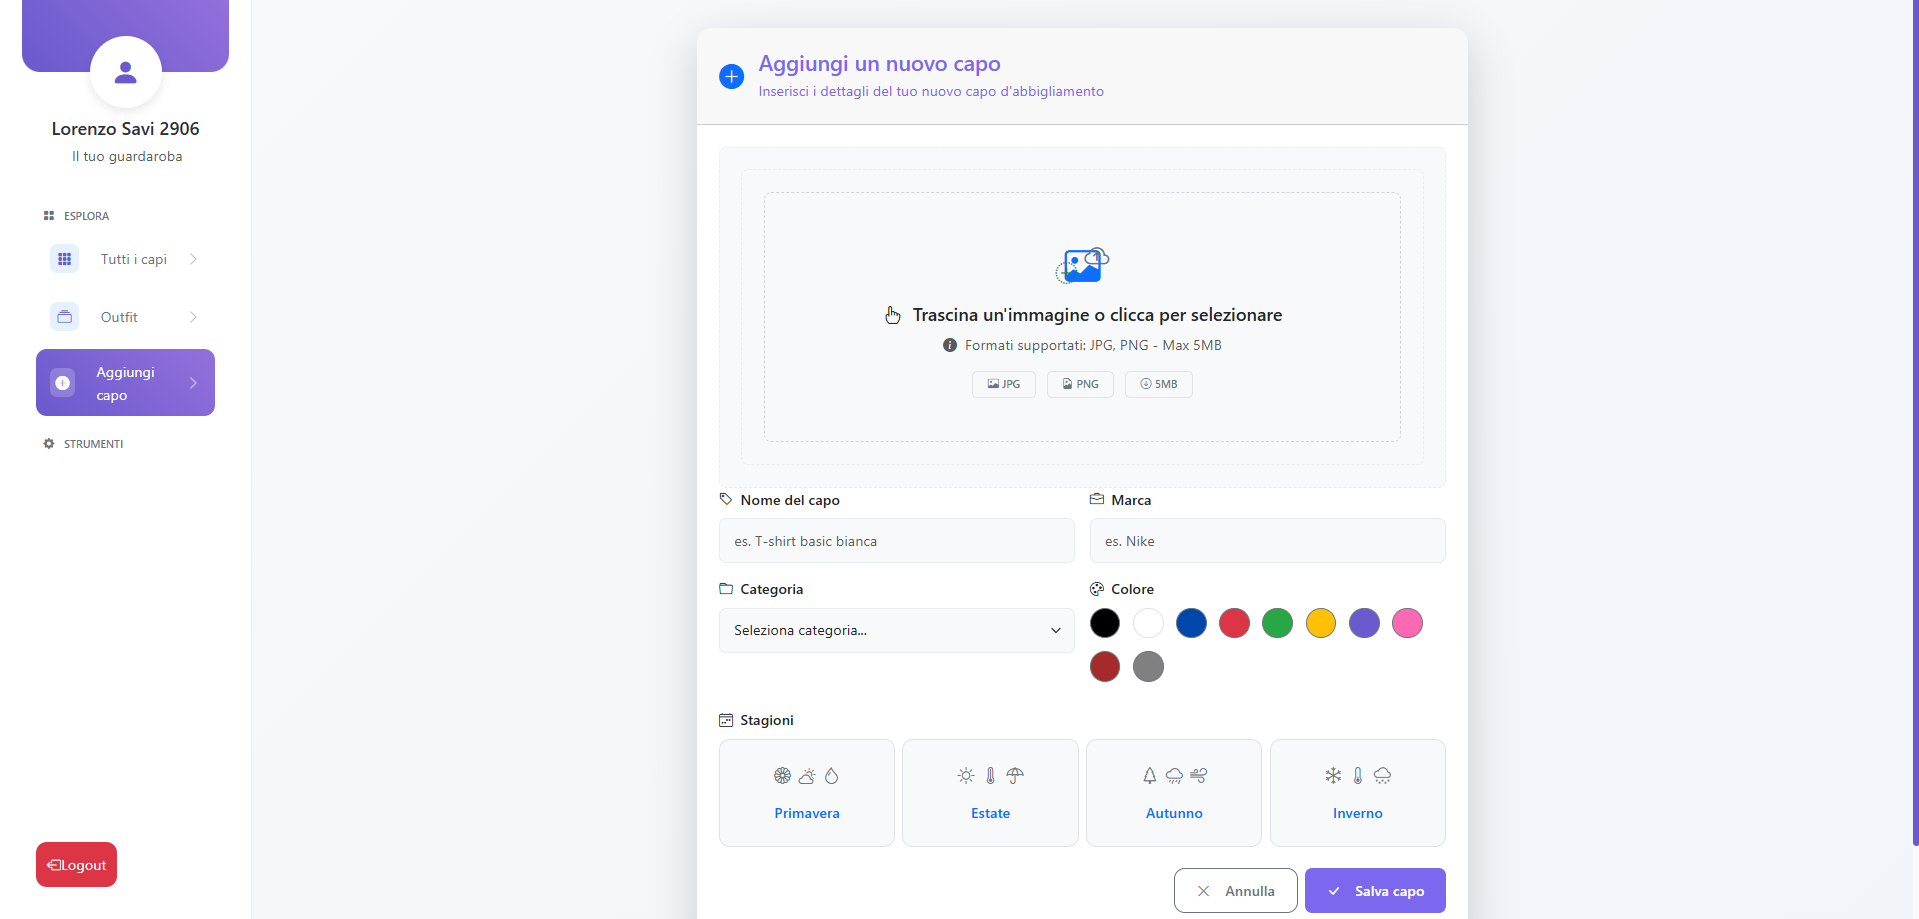 Lorenzo Savi 2906
Il tuo guardaroba
ESPLORA
Tutti i capi
Outfit
Aggiungi
capo
STRUMENTI
Logout
Aggiungi un nuovo capo
Inserisci i dettagli del tuo nuovo capo d'abbigliamento
Trascina un'immagine o clicca per selezionare
Formati supportati: JPG, PNG - Max 5MB
JPG PNG 5MB
Nome del capo
es. T-shirt basic bianca
Marca
es. Nike
Categoria
Seleziona categoria...
Colore
Stagioni
Primavera
Estate
Autunno
Inverno
Annulla
Salva capo